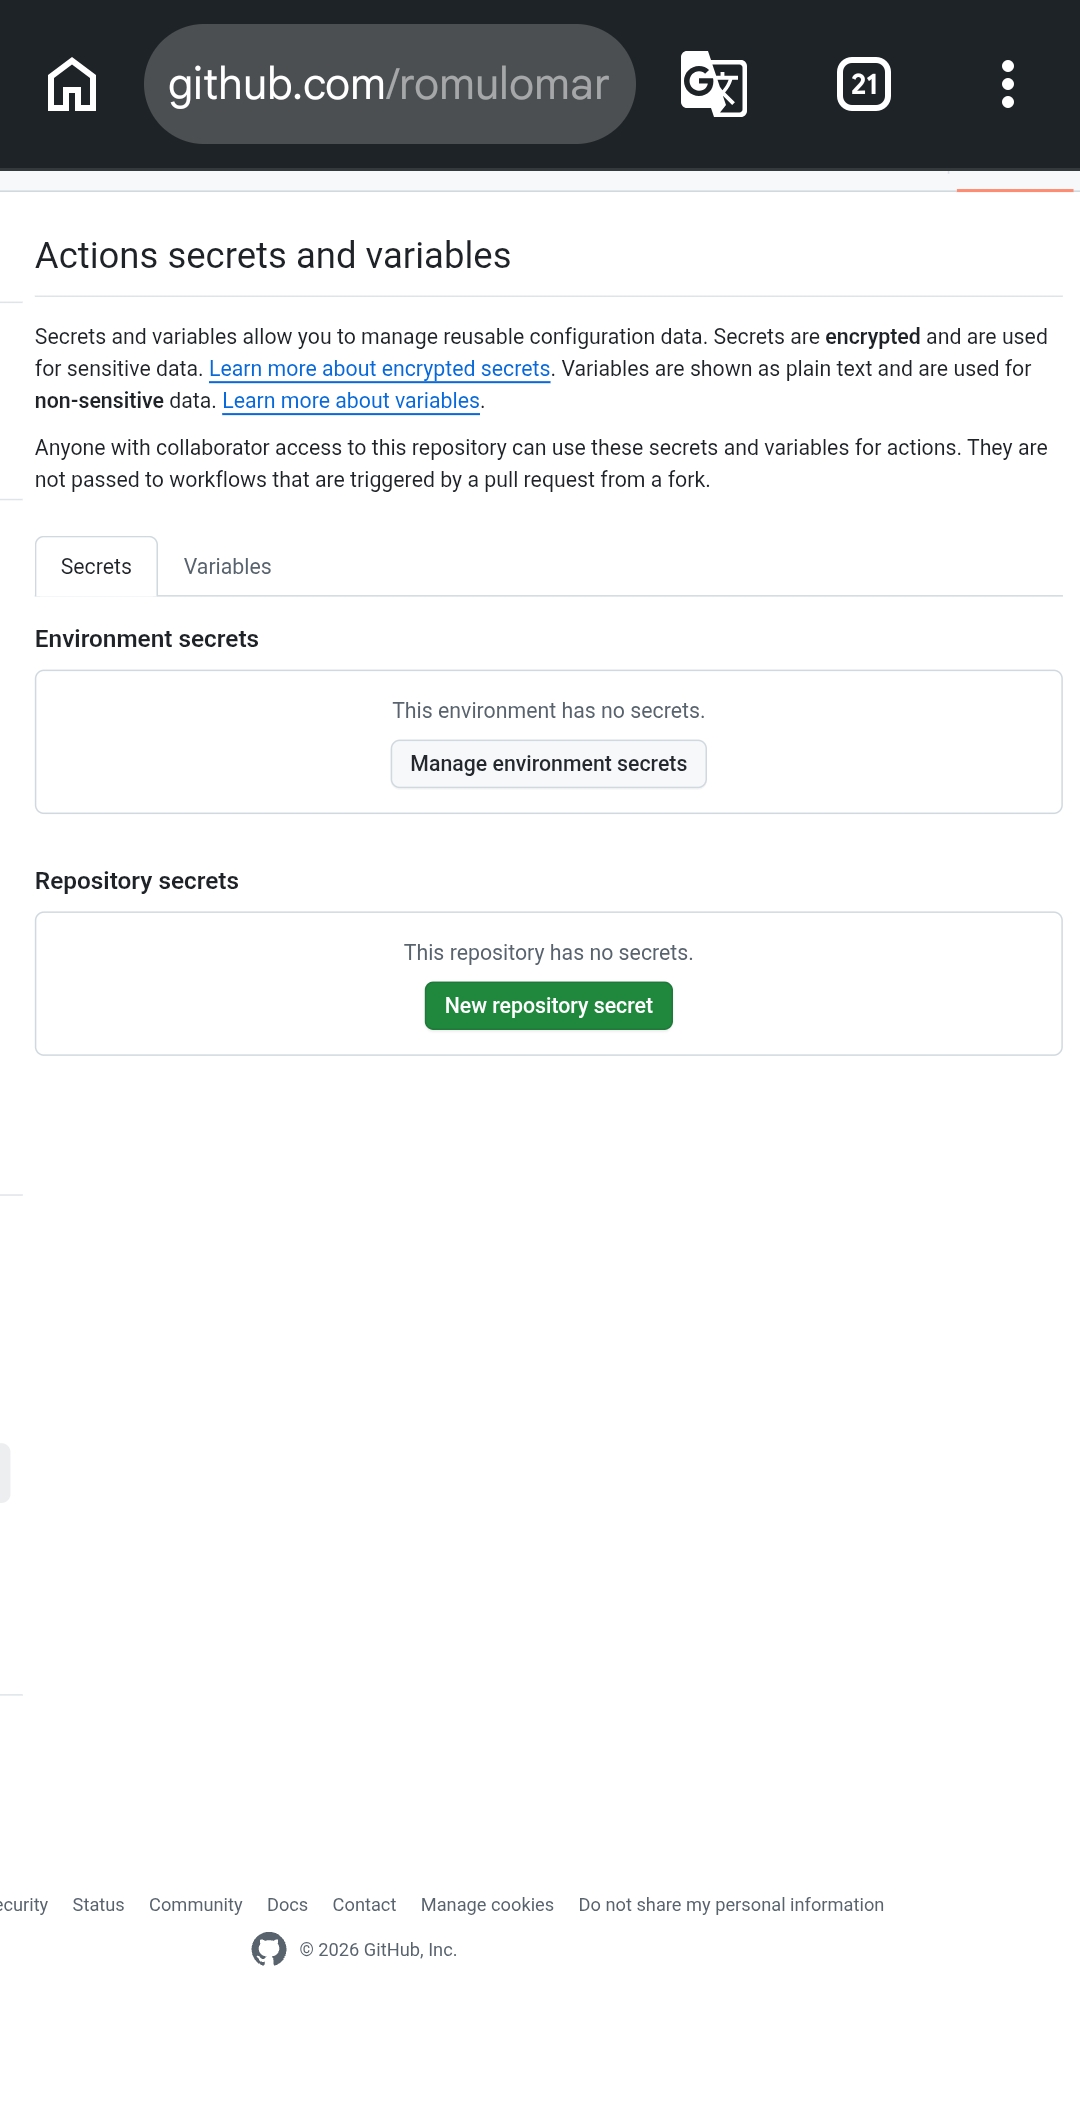 github.com/romulomar
21
Actions secrets and variables
Secrets and variables allow you to manage reusable configuration data. Secrets are encrypted and are used
for sensitive data. Learn more about encrypted secrets. Variables are shown as plain text and are used for
non-sensitive data. Learn more about variables.
Anyone with collaborator access to this repository can use these secrets and variables for actions. They are
not passed to workflows that are triggered by a pull request from a fork.
Secrets Variables
Environment secrets
This environment has no secrets.
Manage environment secrets
Repository secrets
This repository has no secrets.
New repository secret
ecurity Status Community Docs Contact Manage cookies Do not share my personal information
© 2026 GitHub, Inc.